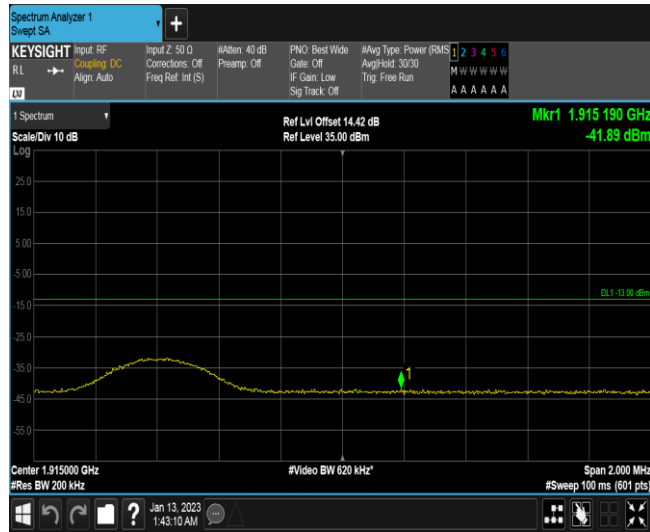 Spectrum Analyzer 1
Swept SA
+
KEYSIGHT
RL
LXI
Input: RF
Coupling: DC
Align: Auto
Input Z: 50 Ω
Corrections: Off
Freq Ref: Int (S)
#Atten: 40 dB
Preamp: Off
PNO: Best Wide
Gate: Off
IF Gain: Low
Sig Track: Off
#Avg Type: Power (RMS
Avg|Hold: 30/30
Trig: Free Run
1 2 3 4 5 6
M W W W W W
A A A A A A
1 Spectrum
Scale/Div 10 dB
Ref Lvl Offset 14.42 dB
Ref Level 35.00 dBm
Mkr1 1.915 190 GHz
-41.89 dBm
Log
25.0
15.0
5.00
-5.00
DL1 -13.00 dBm
-15.0
-25.0
-35.0
1
-45.0
-55.0
Center 1.915000 GHz
#Res BW 200 kHz
#Video BW 620 kHz*
Span 2.000 MHz
#Sweep 100 ms (601 pts)
?
Jan 13, 2023
1:43:10 AM